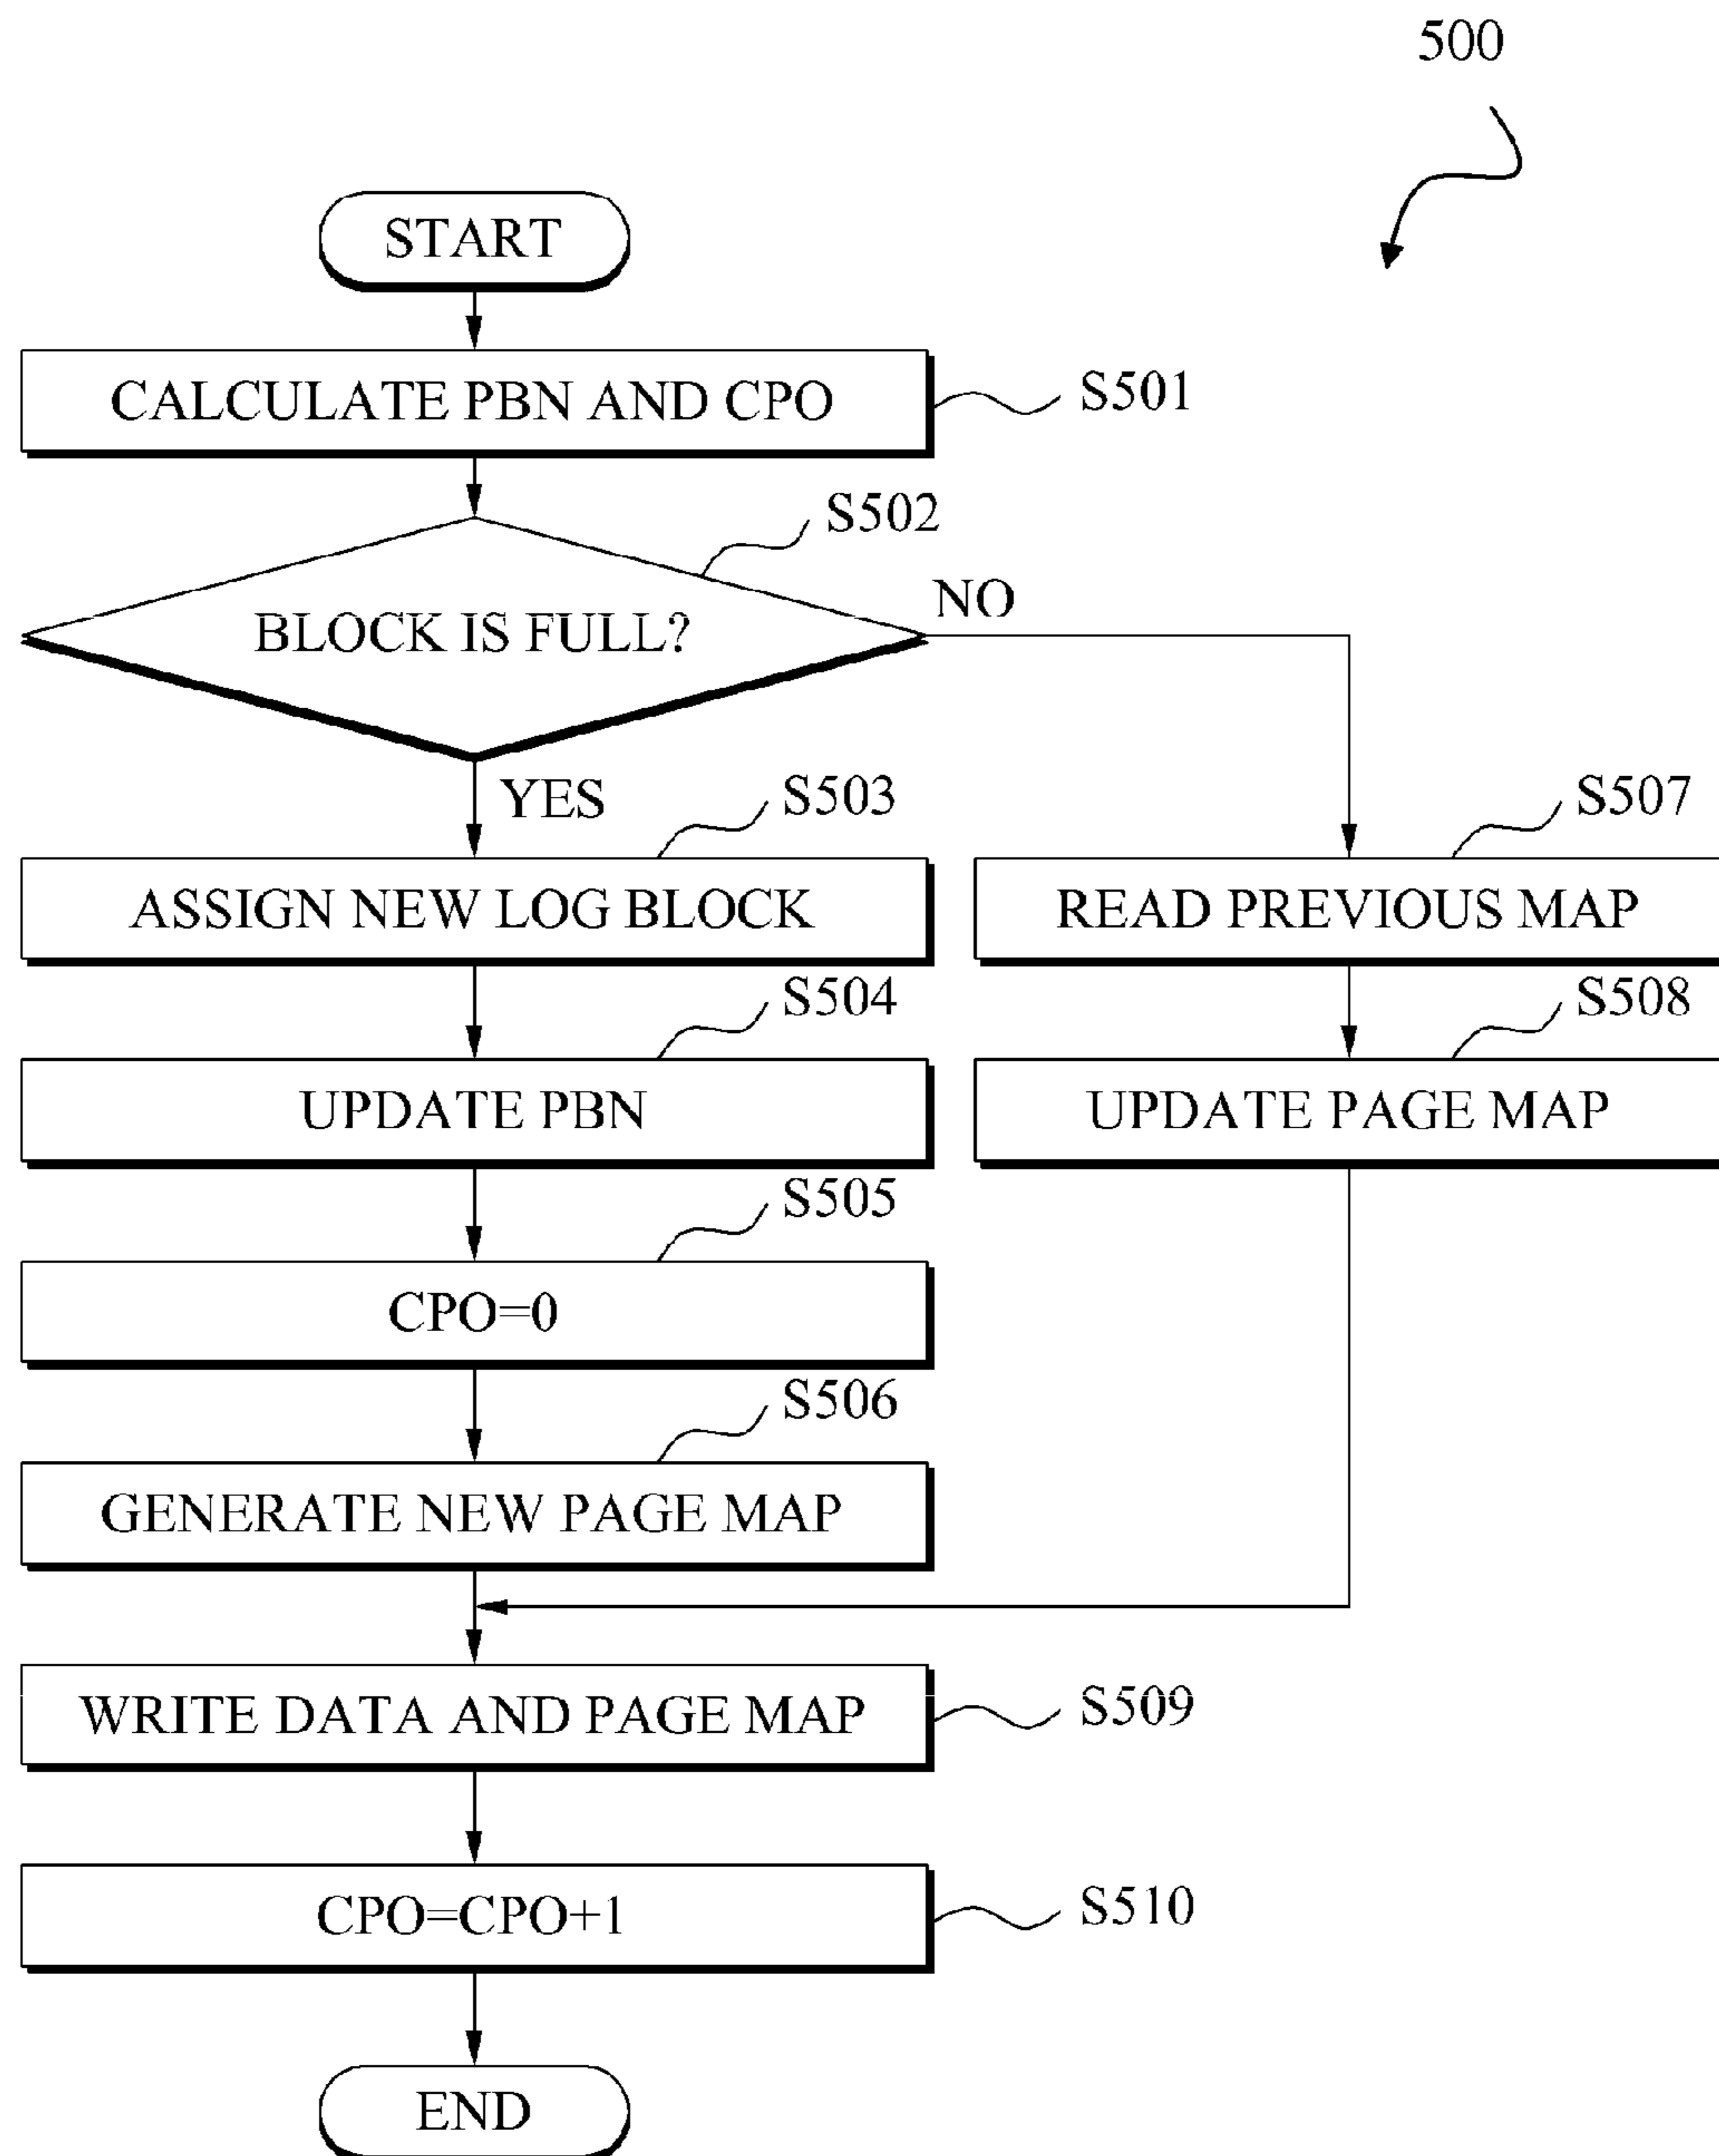 500
START
CALCULATE PBN AND CPO
S501
S502
BLOCK IS FULL?
NO
YES
S503
S507
ASSIGN NEW LOG BLOCK
READ PREVIOUS MAP
S504
S508
UPDATE PBN
UPDATE PAGE MAP
S505
CPO=0
S506
GENERATE NEW PAGE MAP
WRITE DATA AND PAGE MAP
S509
CPO=CPO+1
S510
END